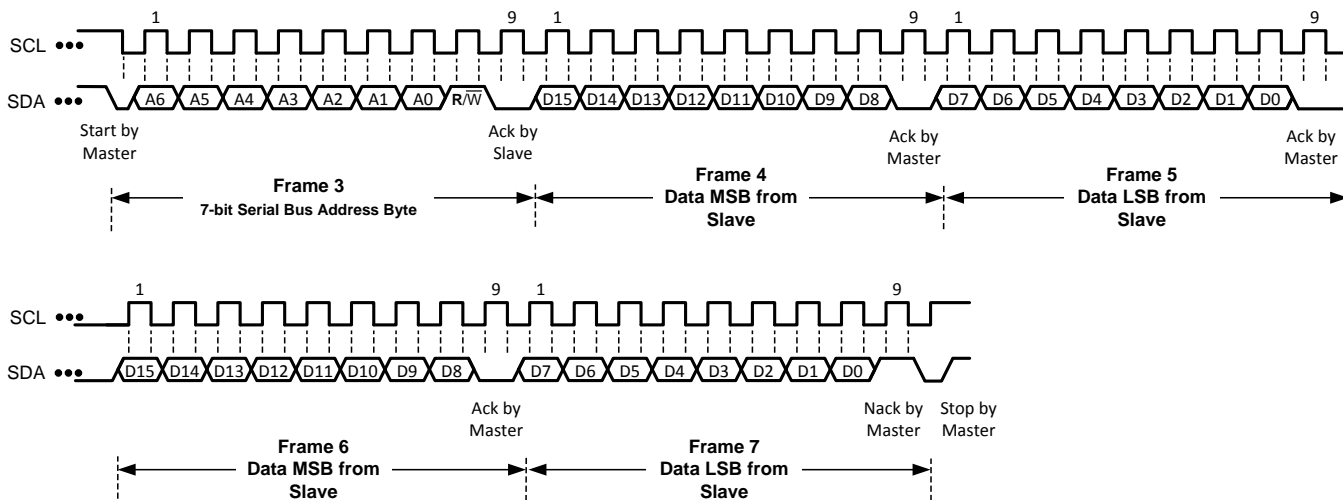 1 9 1 9 1 9
SCL •••
SDA ••• A6 A5 A4 A3 A2 A1 A0 R/W̅ D15 D14 D13 D12 D11 D10 D9 D8 D7 D6 D5 D4 D3 D2 D1 D0
Start by Ack by Ack by Ack by
Master Slave Master Master
Frame 3 Frame 4 Frame 5
7-bit Serial Bus Address Byte Data MSB from Data LSB from
Slave Slave
1 9 1 9
SCL •••
SDA ••• D15 D14 D13 D12 D11 D10 D9 D8 D7 D6 D5 D4 D3 D2 D1 D0
Ack by Nack by Stop by
Master Master Master
Frame 6 Frame 7
Data MSB from Data LSB from
Slave Slave